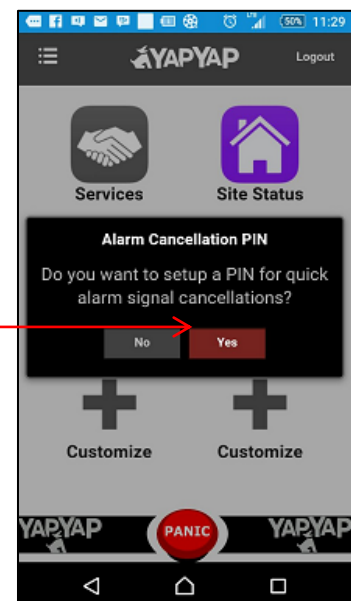 50% 11:29
YAPYAP
Logout
Services Site Status
Alarm Cancellation PIN
Do you want to setup a PIN for quick
alarm signal cancellations?
No Yes
Customize Customize
YAPYAP PANIC YAPYAP